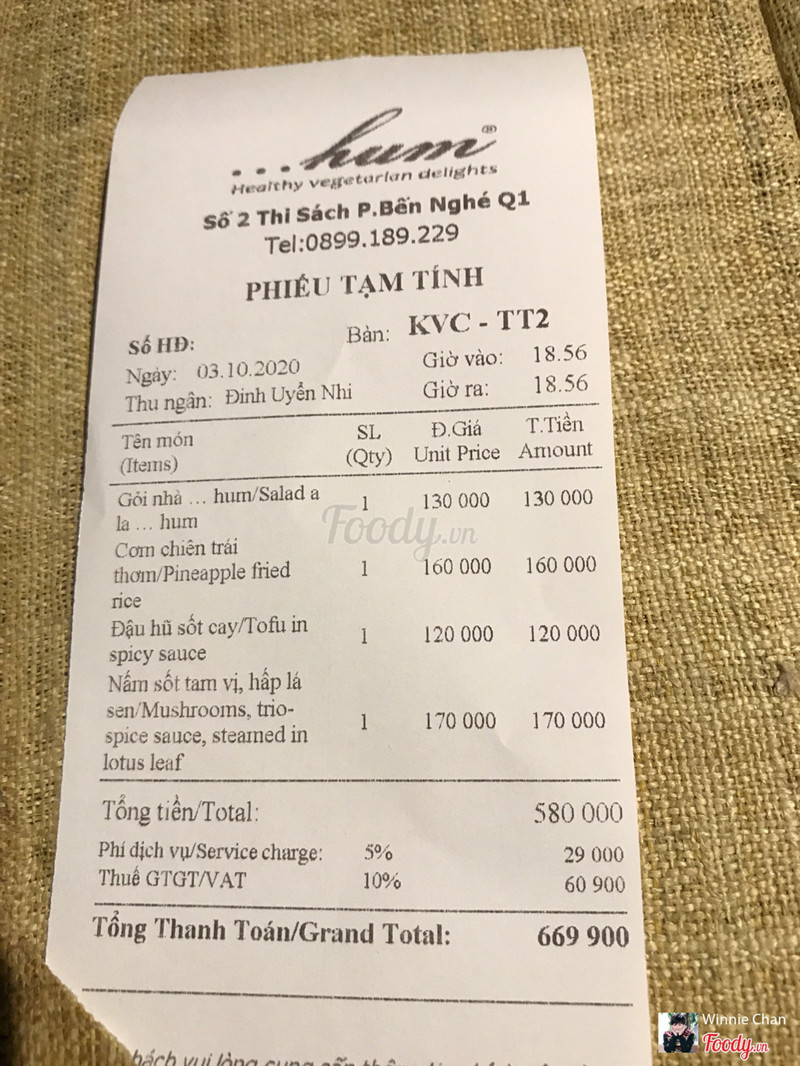 ...hum®
Healthy vegetarian delights
Số 2 Thi Sách P.Bến Nghé Q1
Tel:0899.189.229
PHIẾU TẠM TÍNH
Số HĐ:
Bàn: KVC - TT2
Ngày: 03.10.2020 Giờ vào: 18.56
Thu ngân: Đinh Uyển Nhi Giờ ra: 18.56
Tên món SL Đ.Giá T.Tiền
(Items) (Qty) Unit Price Amount
Gỏi nhà ... hum/Salad a 1 130 000 130 000
la ... hum
Cơm chiên trái
thơm/Pineapple fried 1 160 000 160 000
rice
Đậu hũ sốt cay/Tofu in 1 120 000 120 000
spicy sauce
Nấm sốt tam vị, hấp lá
sen/Mushrooms, trio-
spice sauce, steamed in 1 170 000 170 000
lotus leaf
Tổng tiền/Total: 580 000
Phí dịch vụ/Service charge: 5% 29 000
Thuế GTGT/VAT 10% 60 900
Tổng Thanh Toán/Grand Total: 669 900
vui lòng cung cấp
Foody.vn
Winnie Chan
Foody.vn